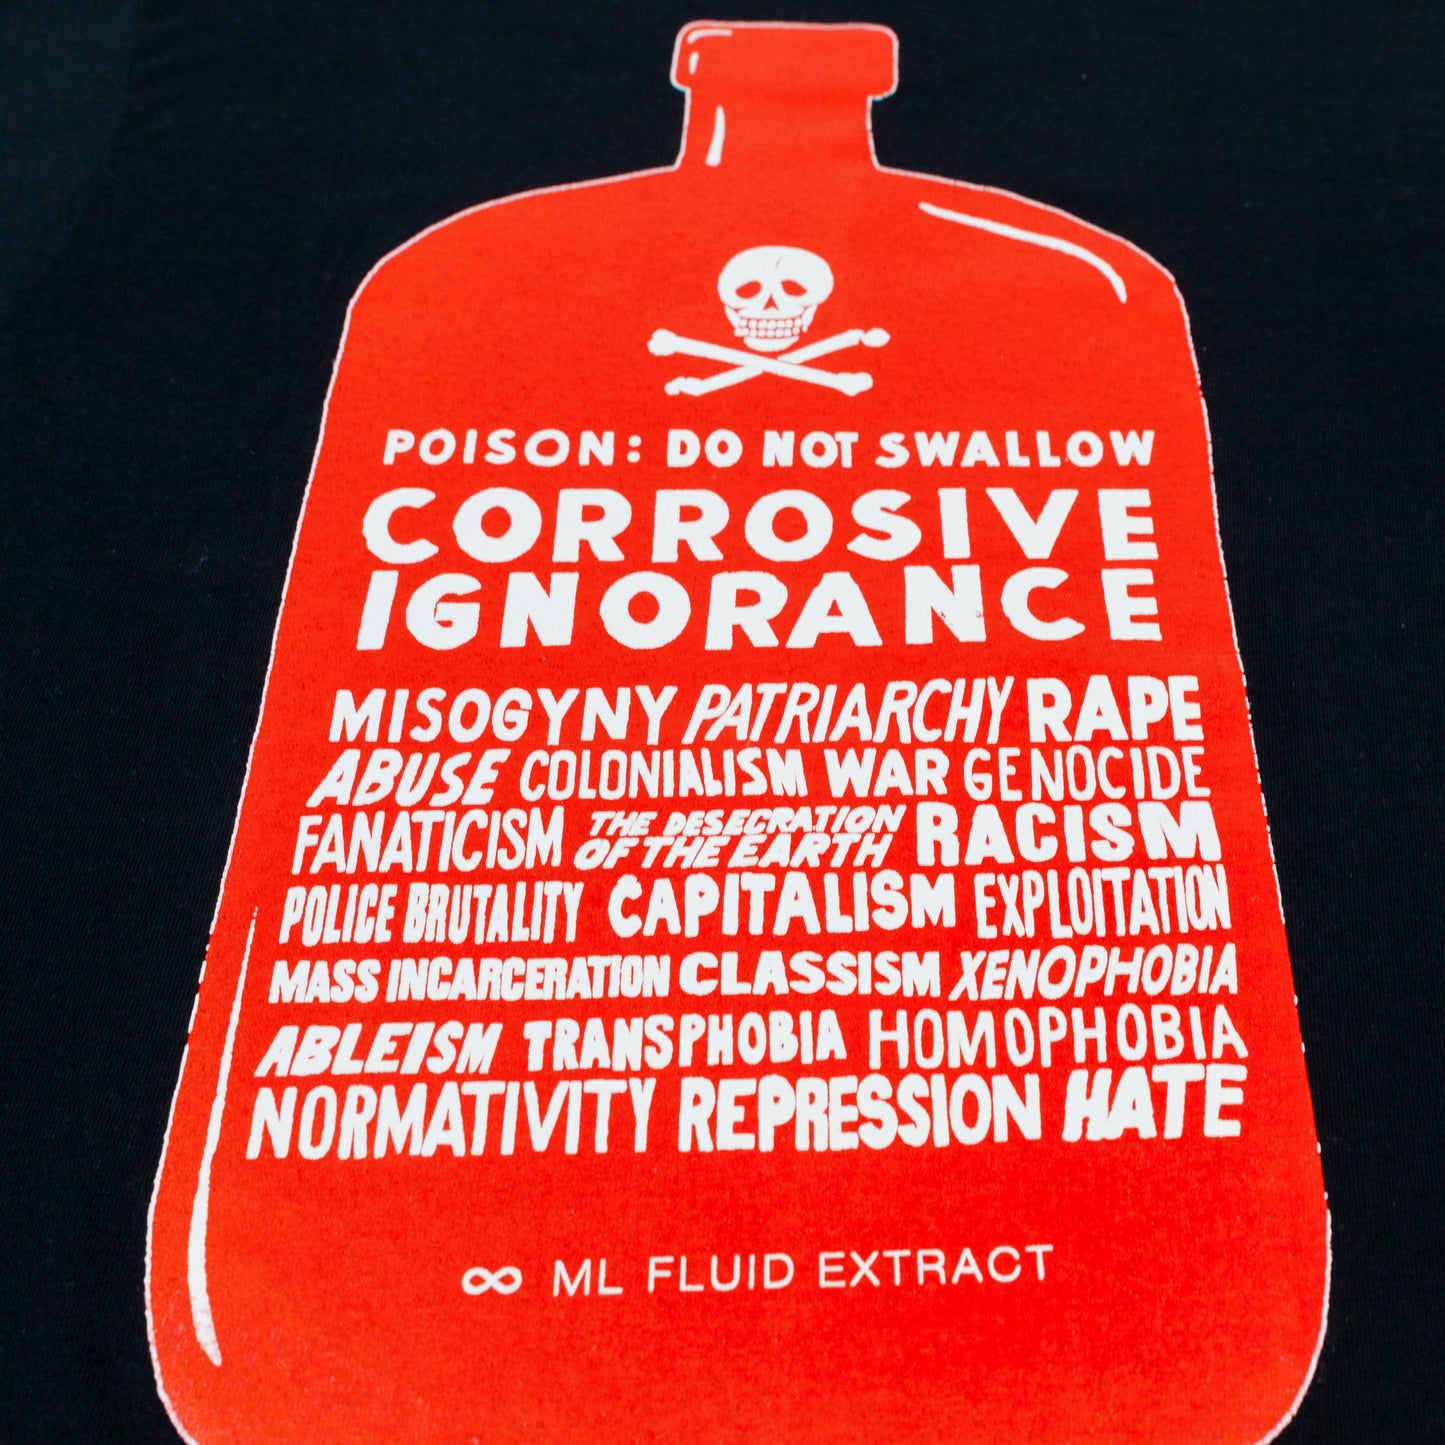 POISON: DO NOT SWALLOW
CORROSIVE
IGNORANCE
MISOGYNY PATRIARCHY RAPE
ABUSE COLONIALISM WAR GENOCIDE
FANATICISM THE DESECRATION OF THE EARTH RACISM
POLICE BRUTALITY CAPITALISM EXPLOITATION
MASS INCARCERATION CLASSISM XENOPHOBIA
ABLEISM TRANSPHOBIA HOMOPHOBIA
NORMATIVITY REPRESSION HATE
∞ ML FLUID EXTRACT